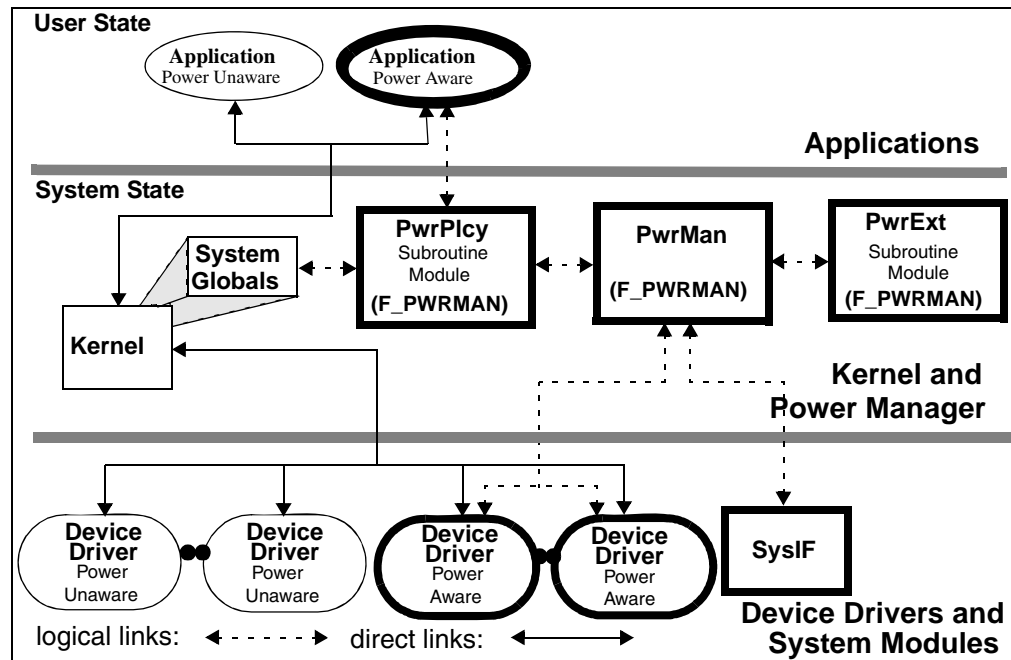 User State
Application
Power Unaware
Application
Power Aware
Applications
System State
System
Globals
PwrPlcy
Subroutine
Module
(F_PWRMAN)
PwrMan
(F_PWRMAN)
PwrExt
Subroutine
Module
(F_PWRMAN)
Kernel
Kernel and
Power Manager
Device
Driver
Power
Unaware
Device
Driver
Power
Unaware
Device
Driver
Power
Aware
Device
Driver
Power
Aware
SysIF
logical links:
direct links:
Device Drivers and
System Modules